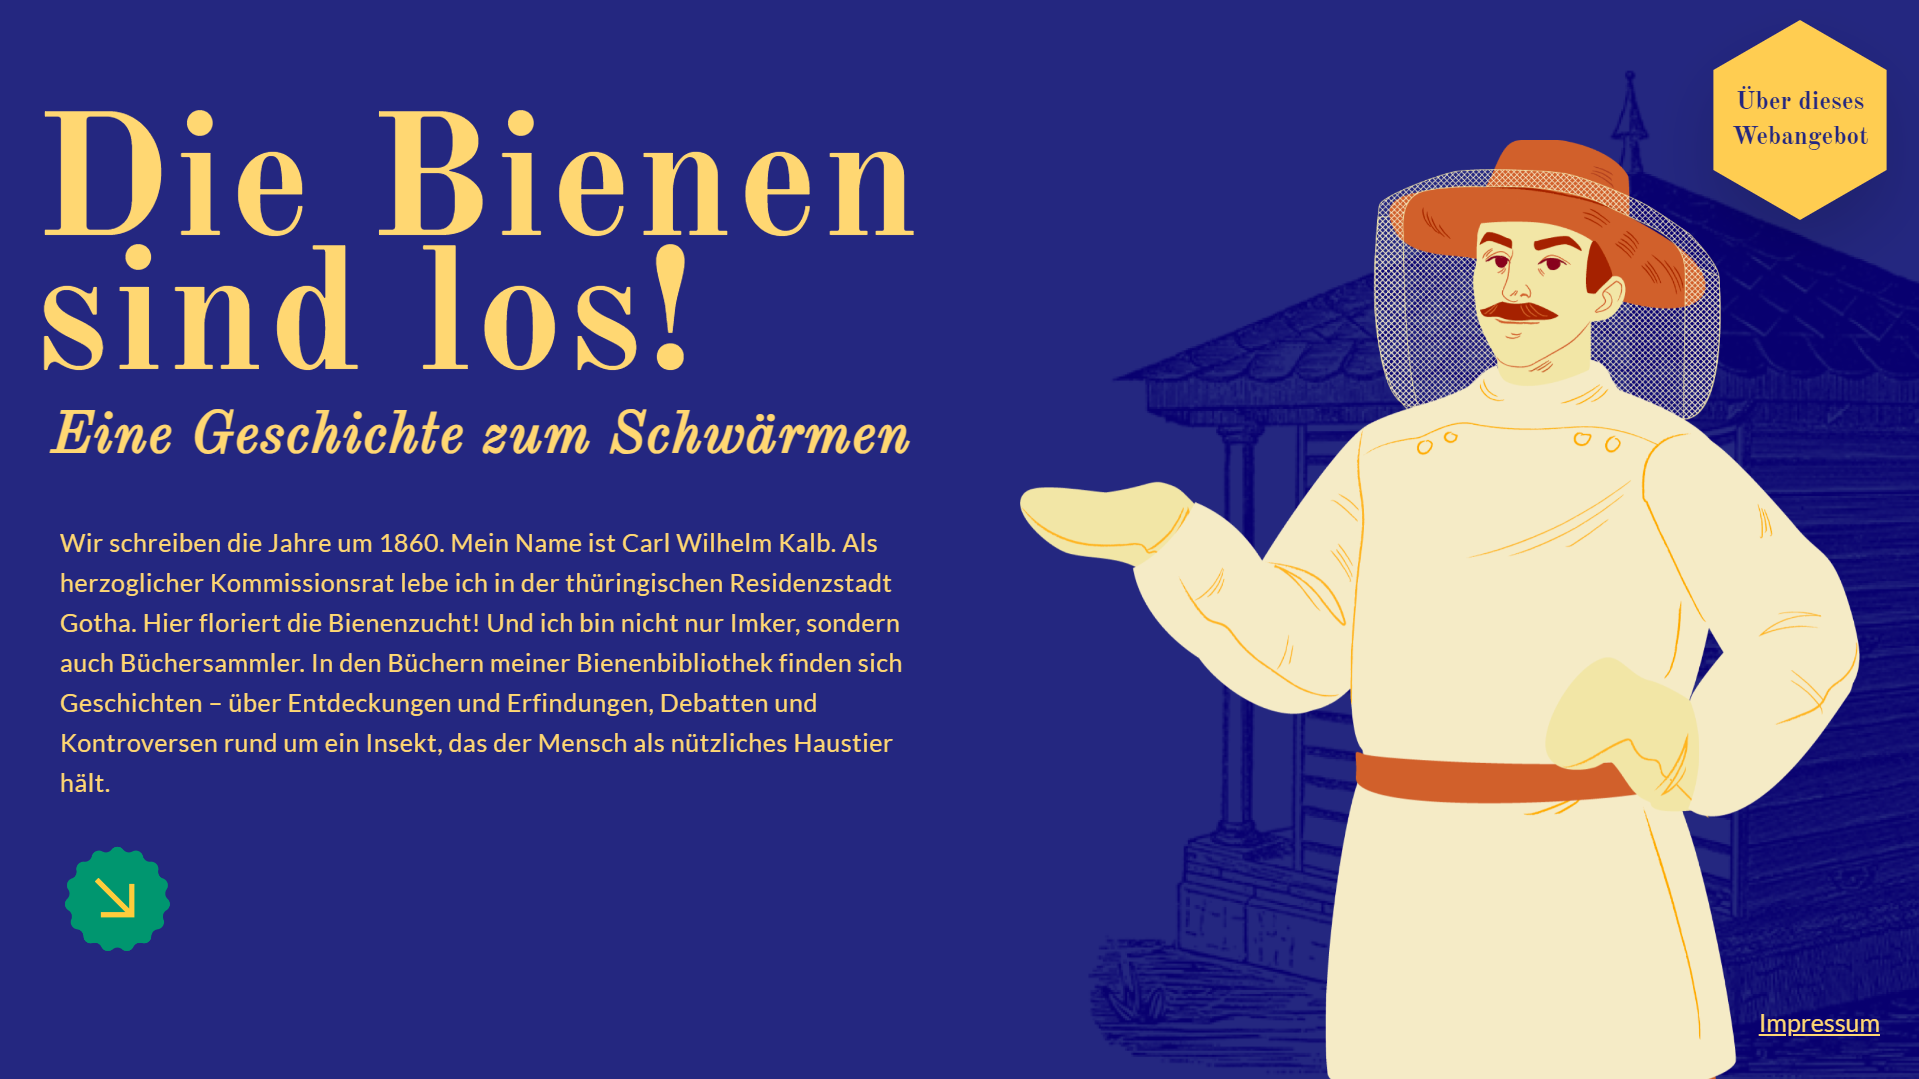 Über dieses
Webangebot
Die Bienen
sind los!
Eine Geschichte zum Schwärmen
Wir schreiben die Jahre um 1860. Mein Name ist Carl Wilhelm Kalb. Als
herzoglicher Kommissionsrat lebe ich in der thüringischen Residenzstadt
Gotha. Hier floriert die Bienenzucht! Und ich bin nicht nur Imker, sondern
auch Büchersammler. In den Büchern meiner Bienenbibliothek finden sich
Geschichten – über Entdeckungen und Erfindungen, Debatten und
Kontroversen rund um ein Insekt, das der Mensch als nützliches Haustier
hält.
Impressum